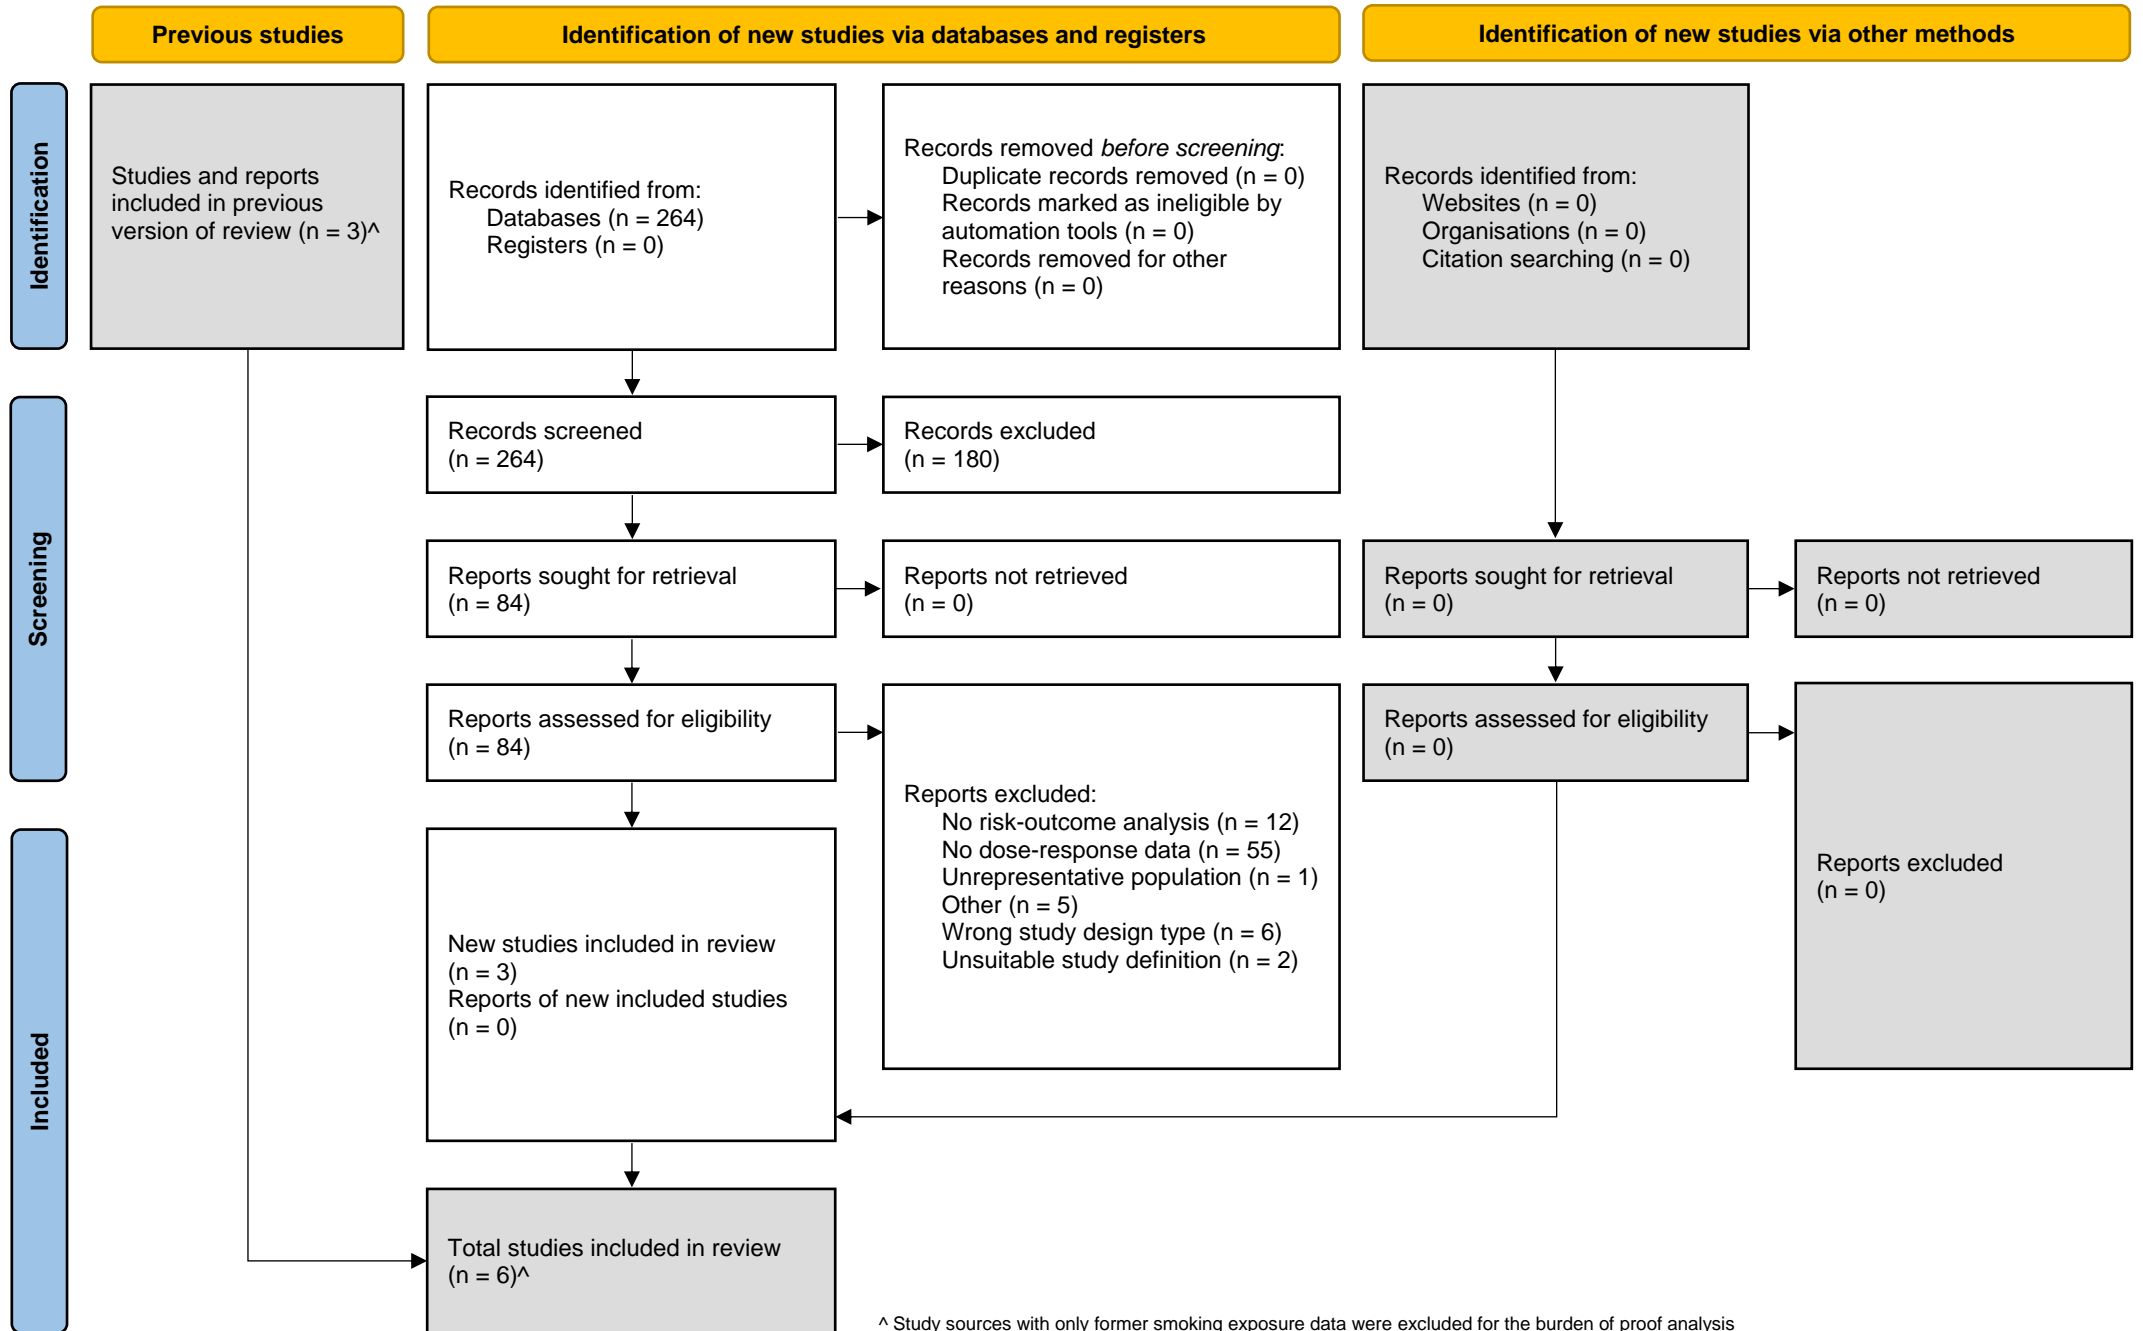 Previous studies
Identification of new studies via databases and registers
Identification of new studies via other methods
Identification
Studies and reports
included in previous
version of review (n = 3)^
Records identified from:
Databases (n = 264)
Registers (n = 0)
Records removed before screening:
Duplicate records removed (n = 0)
Records marked as ineligible by
automation tools (n = 0)
Records removed for other
reasons (n = 0)
Records identified from:
Websites (n = 0)
Organisations (n = 0)
Citation searching (n = 0)
Screening
Records screened
(n = 264)
Records excluded
(n = 180)
Reports sought for retrieval
(n = 84)
Reports not retrieved
(n = 0)
Reports sought for retrieval
(n = 0)
Reports not retrieved
(n = 0)
Reports assessed for eligibility
(n = 84)
Reports excluded:
No risk-outcome analysis (n = 12)
No dose-response data (n = 55)
Unrepresentative population (n = 1)
Other (n = 5)
Wrong study design type (n = 6)
Unsuitable study definition (n = 2)
Reports assessed for eligibility
(n = 0)
Reports excluded
(n = 0)
Included
New studies included in review
(n = 3)
Reports of new included studies
(n = 0)
Total studies included in review
(n = 6)^
^ Study sources with only former smoking exposure data were excluded for the burden of proof analysis